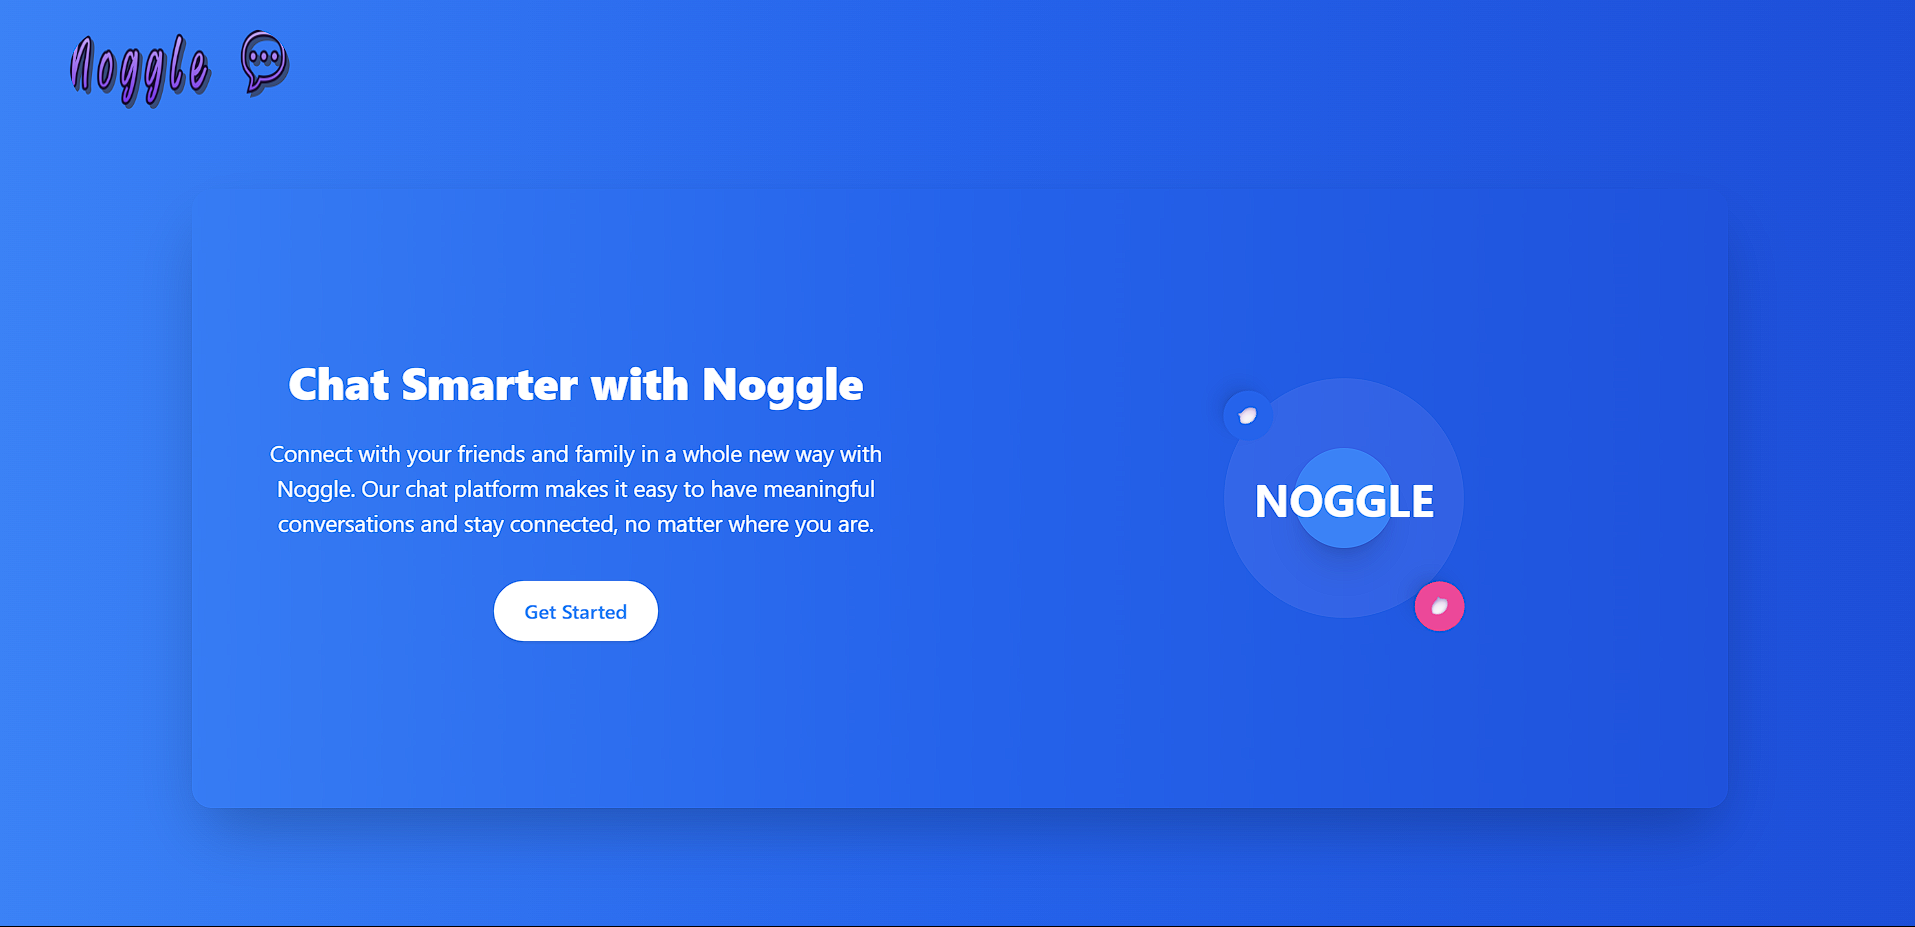 Noggle
Chat Smarter with Noggle
Connect with your friends and family in a whole new way with
Noggle. Our chat platform makes it easy to have meaningful
conversations and stay connected, no matter where you are.
Get Started
NOGGLE